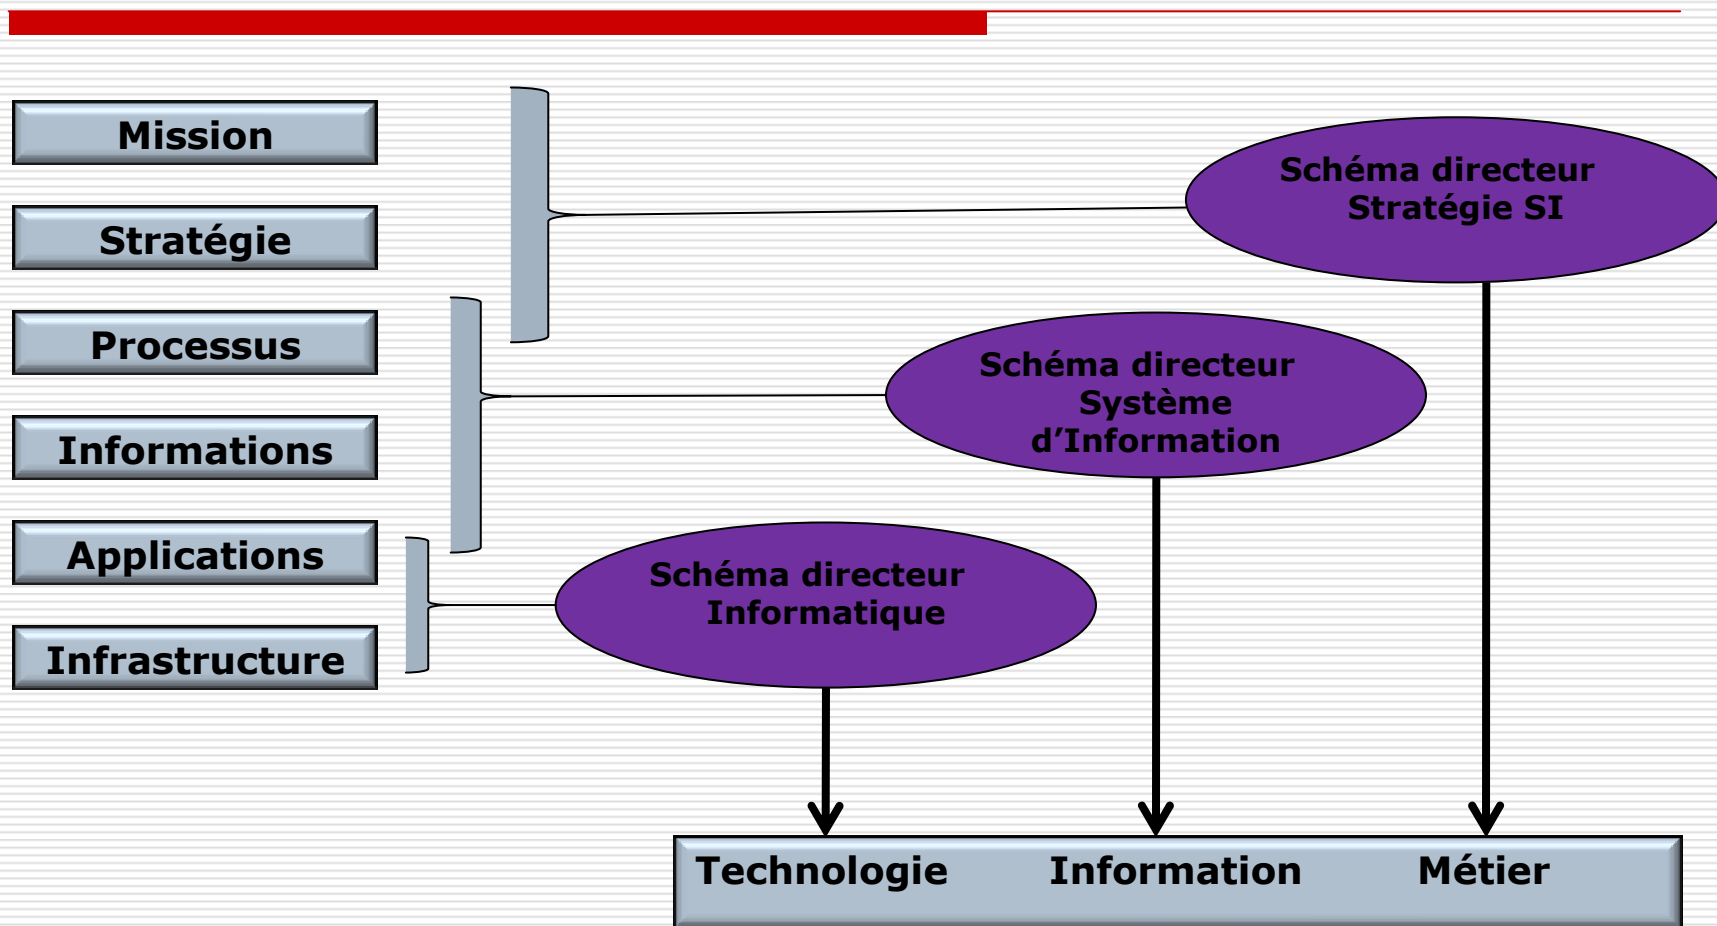 Mission
Stratégie
Processus
Informations
Applications
Infrastructure
Schéma directeur
Stratégie SI
Schéma directeur
Système
d’Information
Schéma directeur
Informatique
Technologie Information Métier